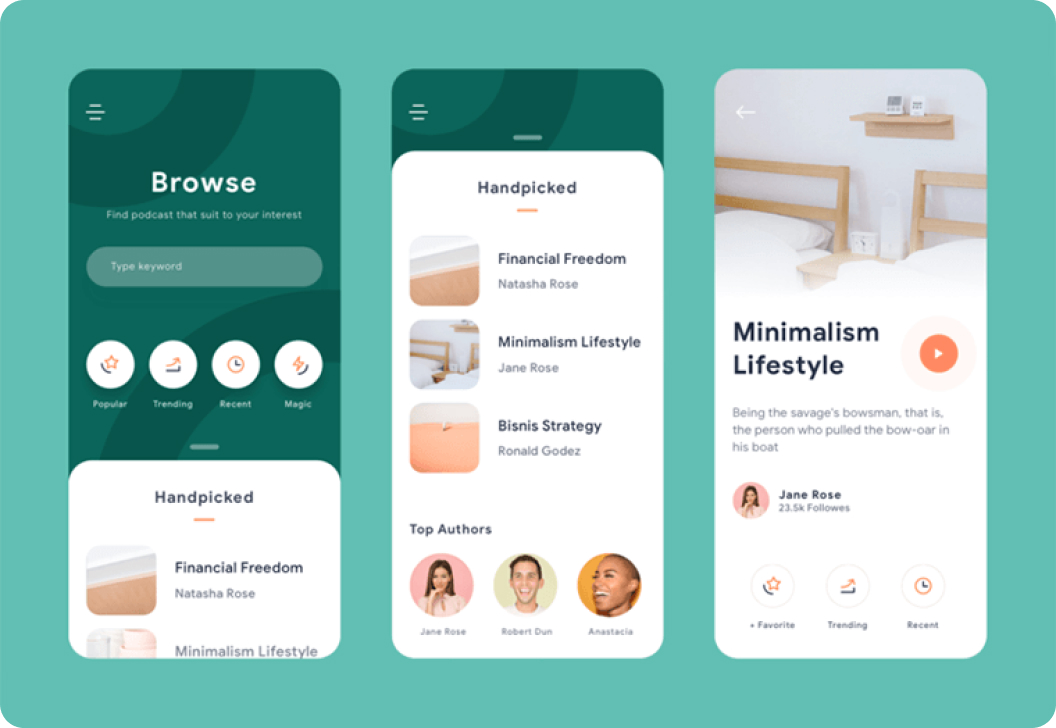 Browse
Find podcast that suit to your interest
Type keyword
Popular
Trending
Recent
Magic
Handpicked
Financial Freedom
Natasha Rose
Minimalism Lifestyle
Handpicked
Financial Freedom
Natasha Rose
Minimalism Lifestyle
Jane Rose
Bisnis Strategy
Ronald Godez
Top Authors
Jane Rose
Robert Dun
Anastacia
Minimalism
Lifestyle
Being the savage's bowsman, that is,
the person who pulled the bow-oar in
his boat
Jane Rose
23.5k Followes
+ Favorite
Trending
Recent